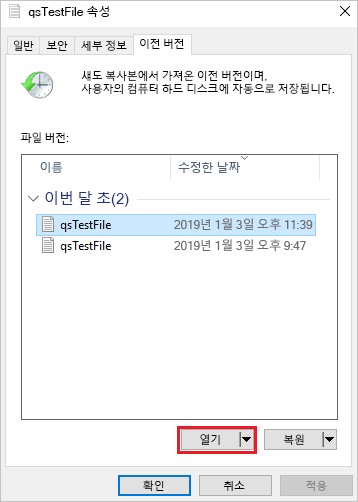 qsTestFile 속성
일반 보안 세부 정보 이전 버전
섀도 복사본에서 가져온 이전 버전이며,
사용자의 컴퓨터 하드 디스크에 자동으로 저장됩니다.
파일 버전:
이름 수정한 날짜
이번 달 초(2)
qsTestFile 2019년 1월 3일 오후 11:39
qsTestFile 2019년 1월 3일 오후 9:47
열기 복원
확인 취소 적용